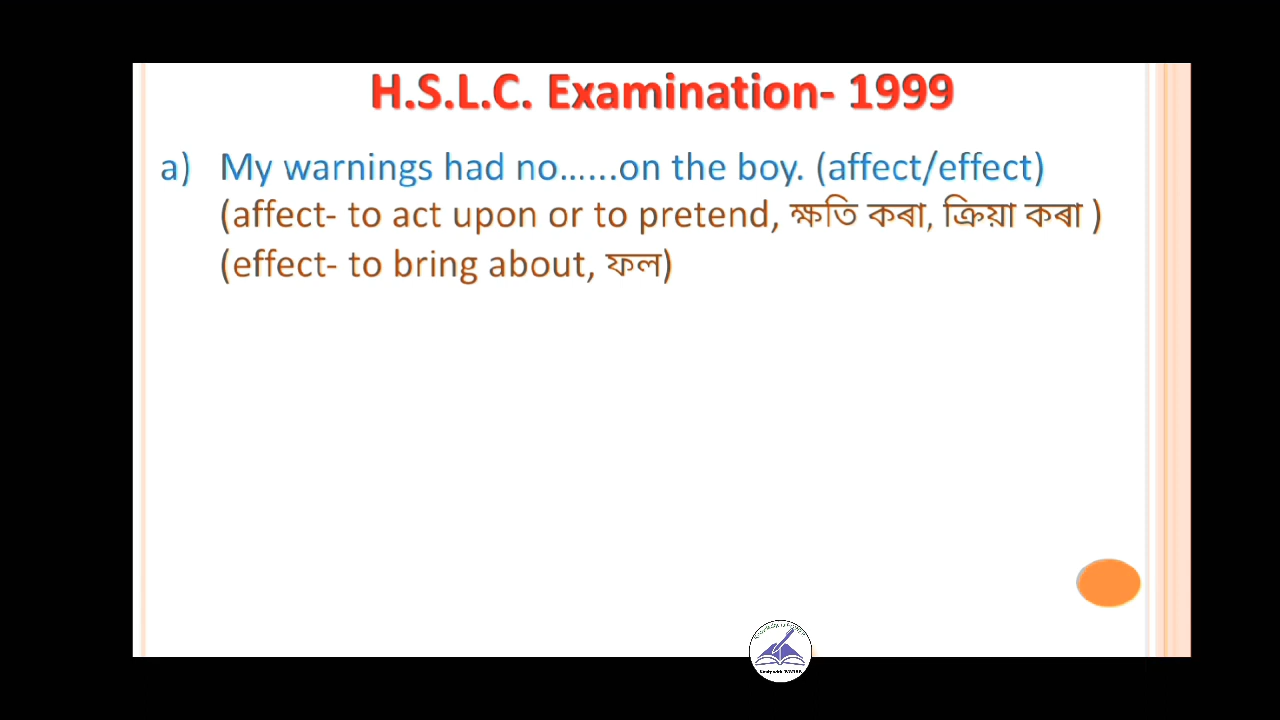 H.S.L.C. Examination- 1999
a) My warnings had no......on the boy. (affect/effect)
(affect- to act upon or to pretend, ক্ষতি কৰা, ক্ৰিয়া কৰা )
(effect- to bring about, ফল)